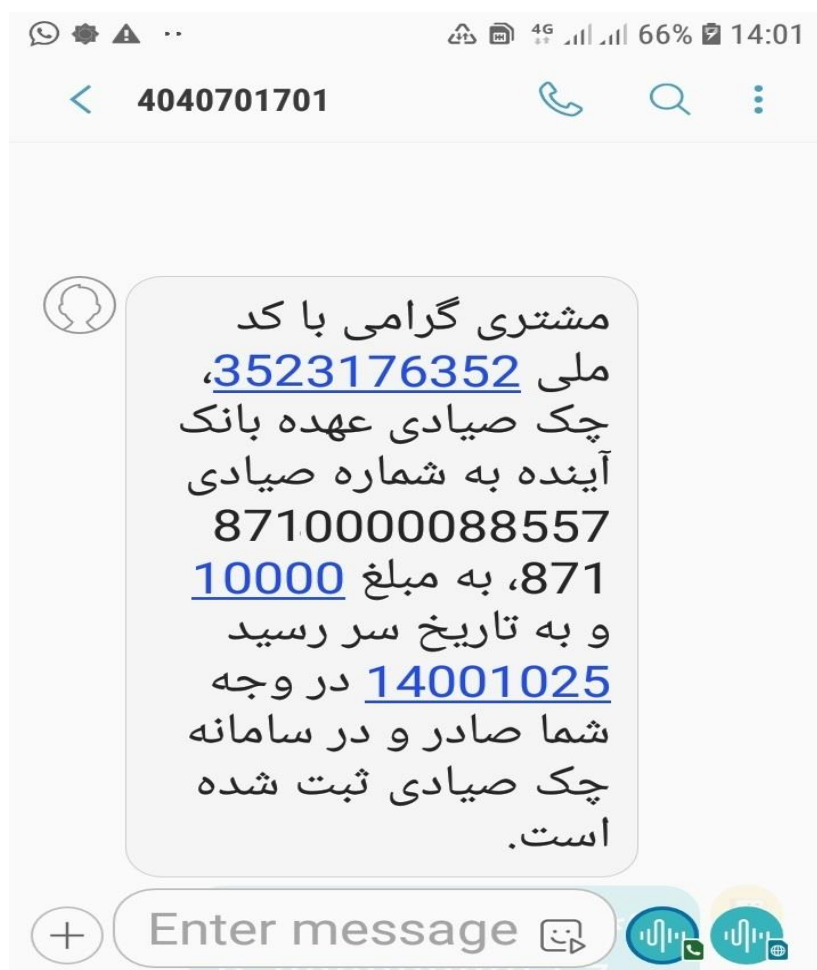 4G 66% 14:01
4040701701
مشتری گرامی با کد
ملی 3523176352،
چک صیادی عهده بانک
آینده به شماره صیادی
8710000088557
871، به مبلغ 10000
و به تاریخ سر رسید
14001025 در وجه
شما صادر و در سامانه
چک صیادی ثبت شده
است.
Enter message